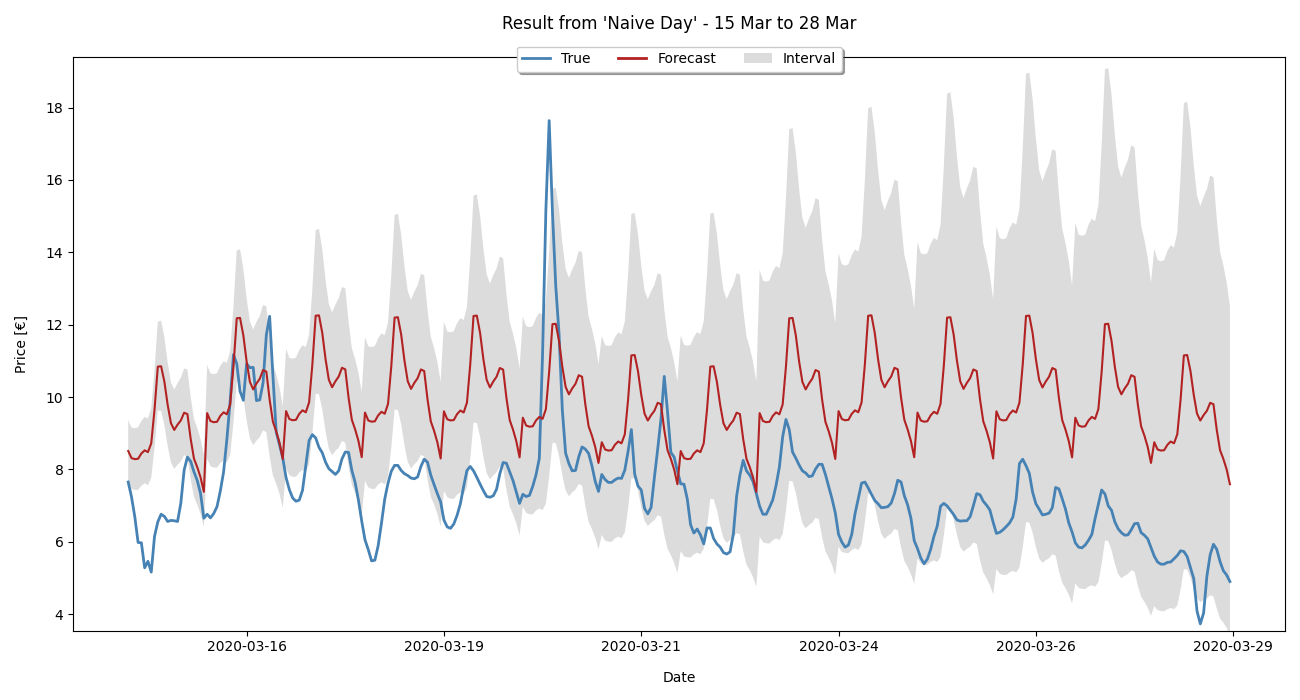 Result from 'Naive Day' - 15 Mar to 28 Mar
True Forecast Interval
Price [€]
18
16
14
12
10
8
6
4
2020-03-16 2020-03-19 2020-03-21 2020-03-24 2020-03-26 2020-03-29
Date